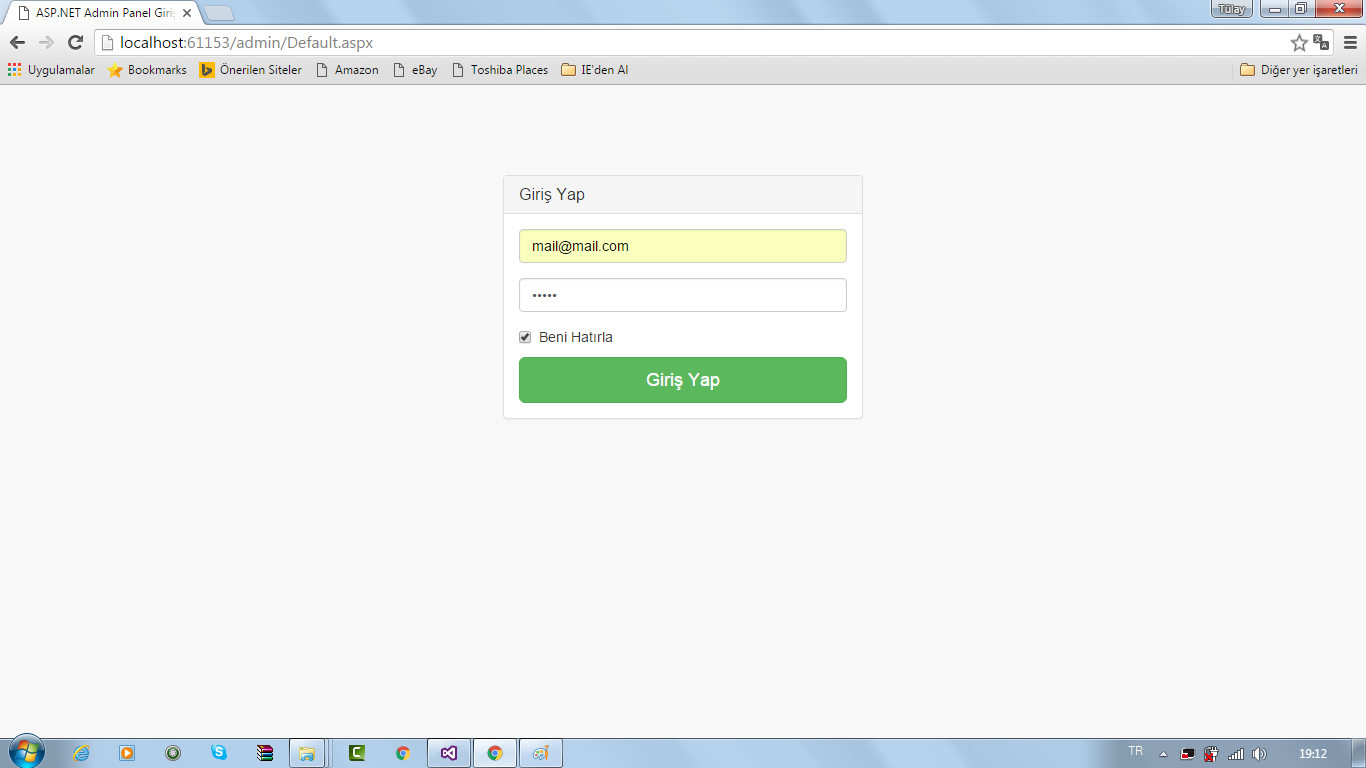 ASP.NET Admin Panel Giriş
Tülay
localhost:61153/admin/Default.aspx
Uygulamalar
Bookmarks
Önerilen Siteler
Amazon
eBay
Toshiba Places
IE'den Al
Diğer yer işaretleri
Giriş Yap
mail@mail.com
•••••
Beni Hatırla
Giriş Yap
TR
19:12